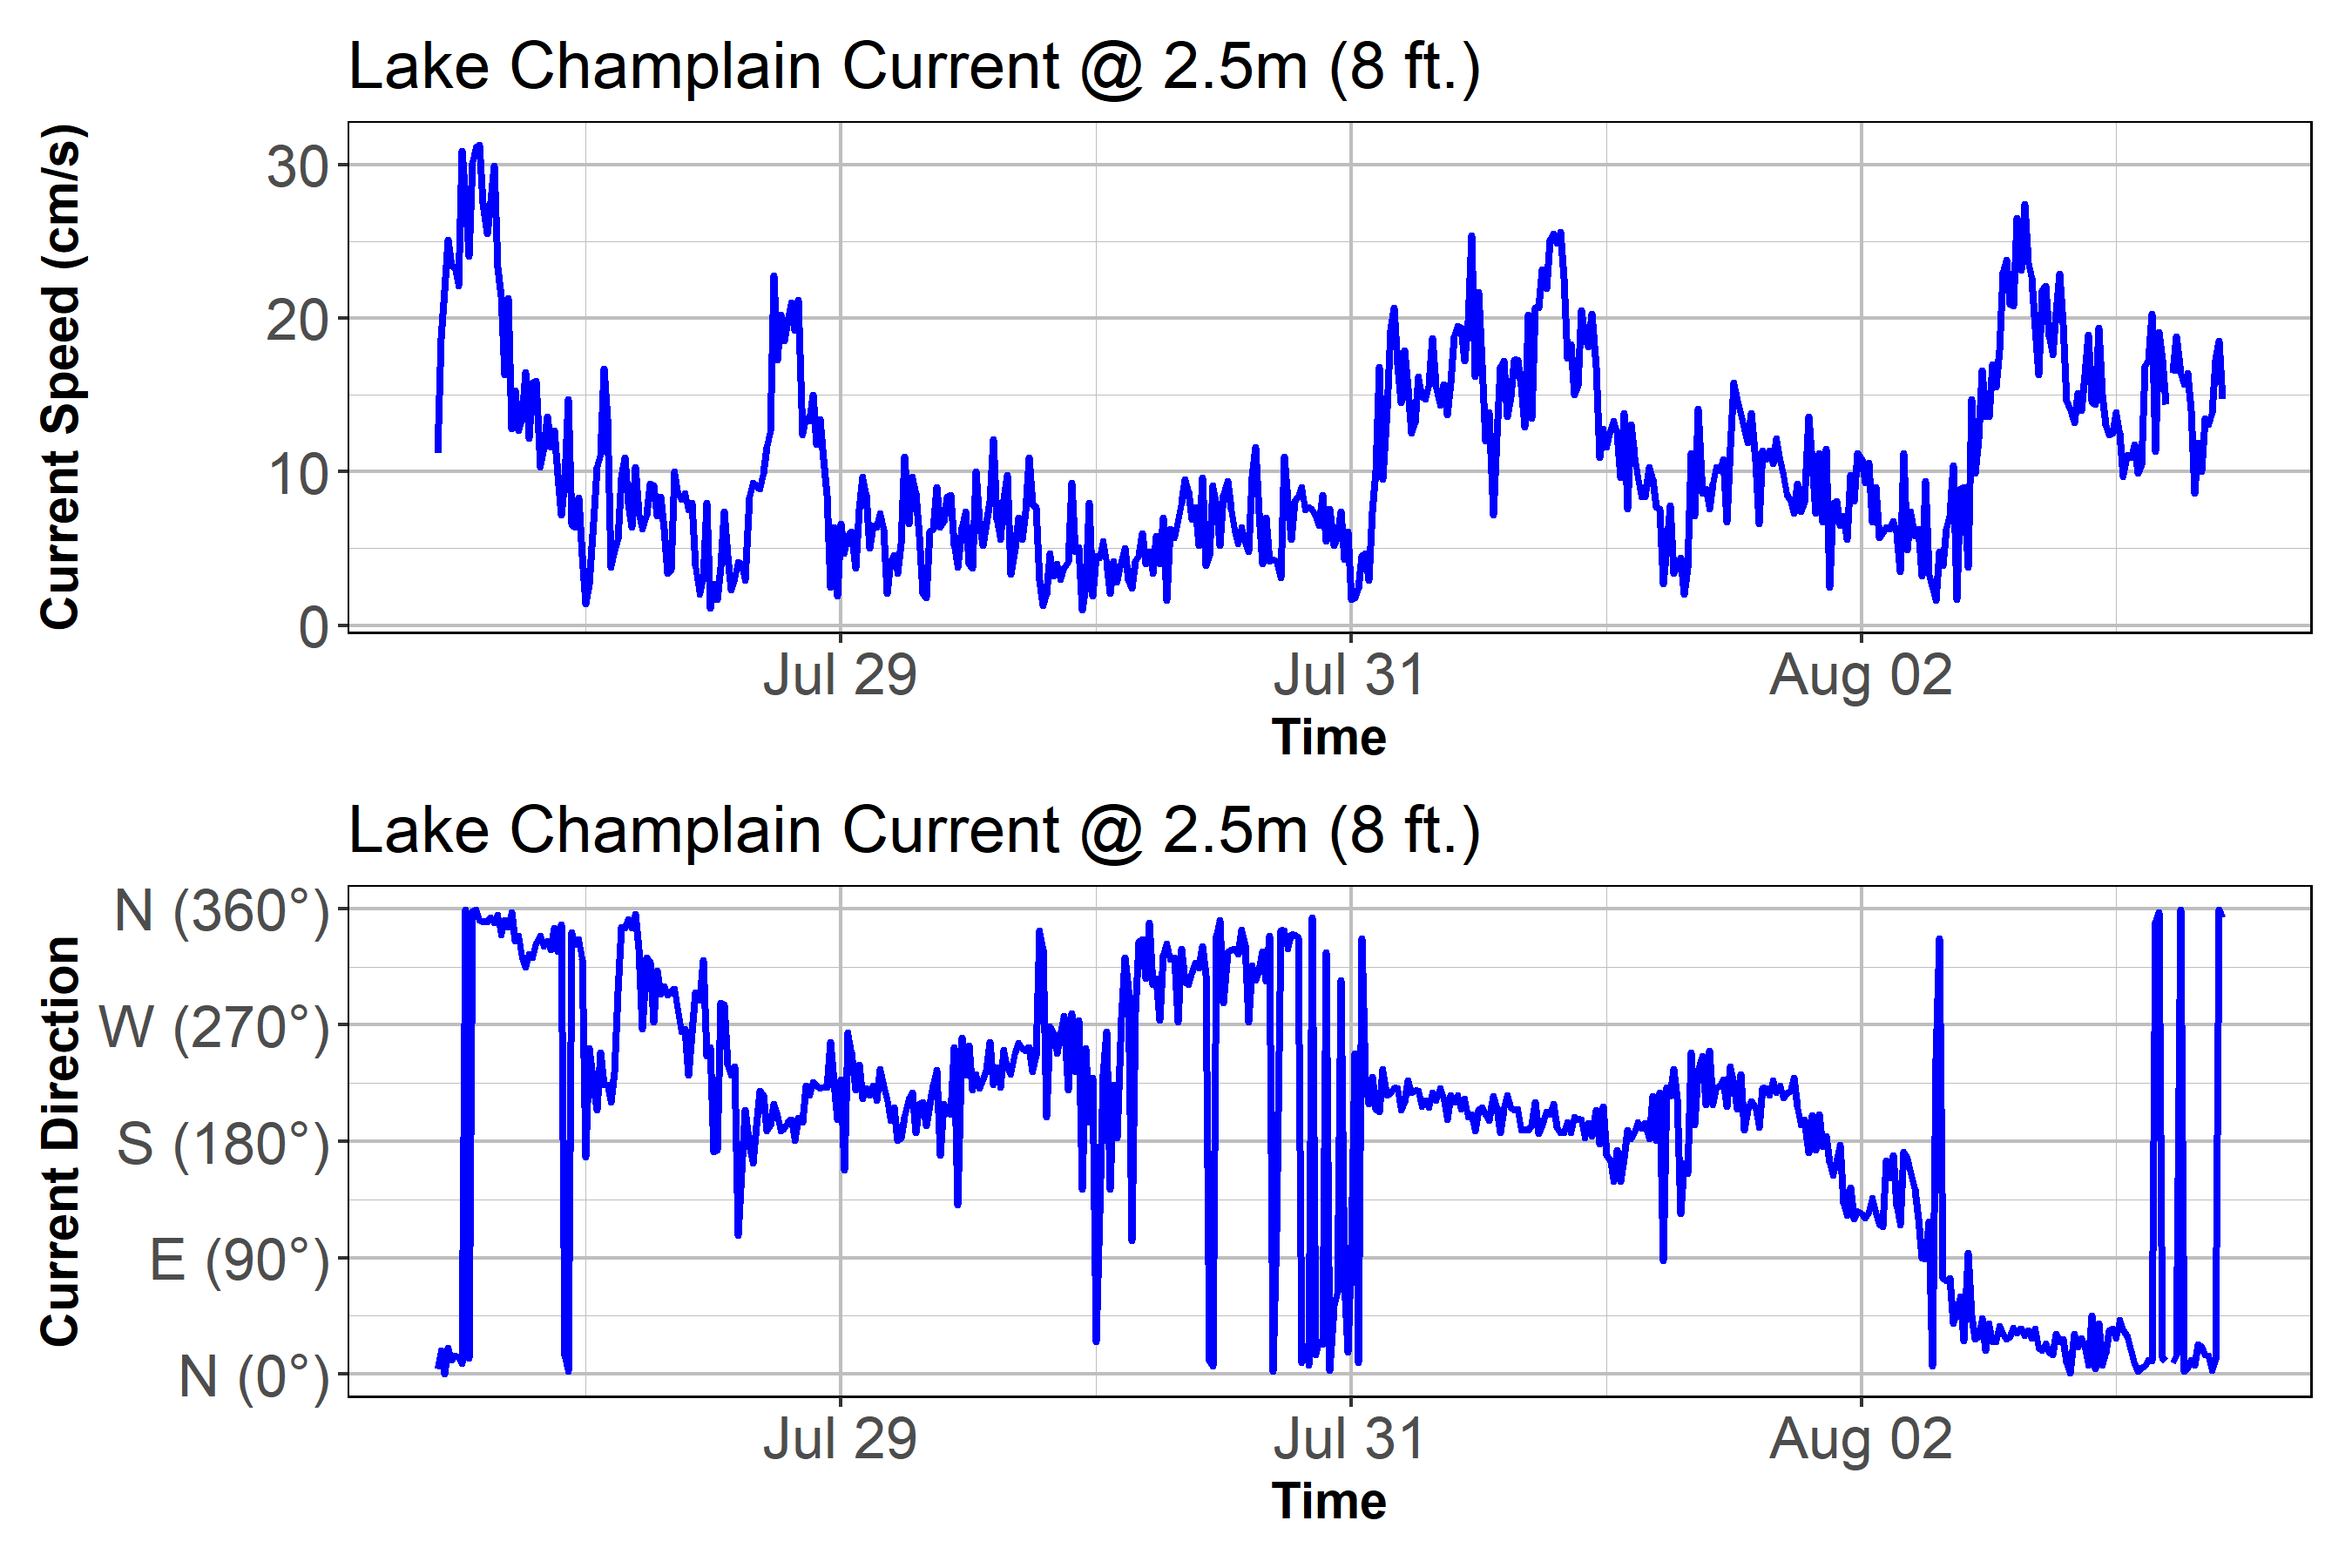 Lake Champlain Current @ 2.5m (8 ft.)
Current Speed (cm/s)
30
20
10
0
Jul 29 Jul 31 Aug 02
Time
Lake Champlain Current @ 2.5m (8 ft.)
Current Direction
N (360°)
W (270°)
S (180°)
E (90°)
N (0°)
Jul 29 Jul 31 Aug 02
Time